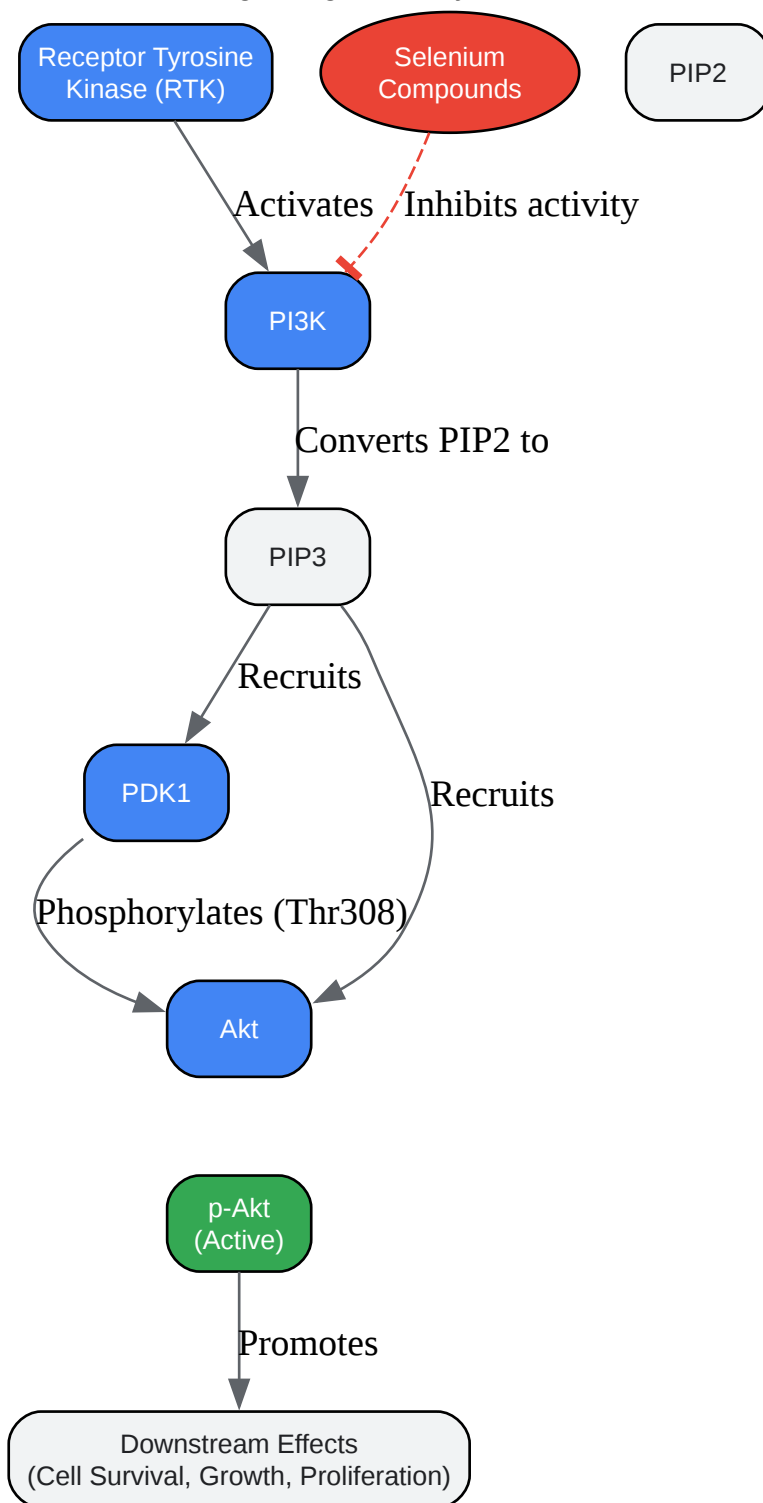 Receptor Tyrosine
Kinase (RTK)
Selenium
Compounds
PIP2
Activates
Inhibits activity
PI3K
Converts PIP2 to
PIP3
Recruits
PDK1
Recruits
Phosphorylates (Thr308)
Akt
p-Akt
(Active)
Promotes
Downstream Effects
(Cell Survival, Growth, Proliferation)